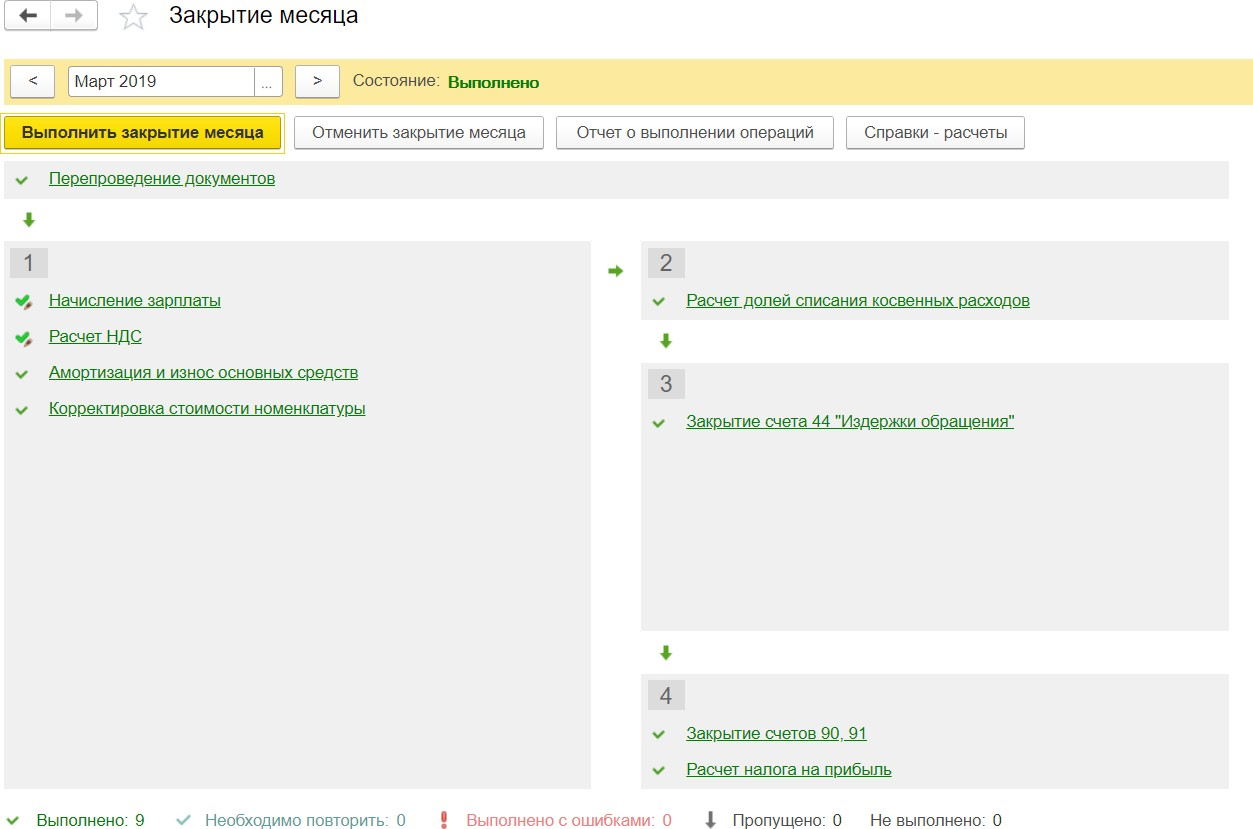 Закрытие месяца
< Март 2019 ... > Состояние: Выполнено
Выполнить закрытие месяца Отменить закрытие месяца Отчет о выполнении операций Справки - расчеты
Перепроведение документов
1
Начисление зарплаты
Расчет НДС
Амортизация и износ основных средств
Корректировка стоимости номенклатуры
2
Расчет долей списания косвенных расходов
3
Закрытие счета 44 "Издержки обращения"
4
Закрытие счетов 90, 91
Расчет налога на прибыль
Выполнено: 9 Необходимо повторить: 0 Выполнено с ошибками: 0 Пропущено: 0 Не выполнено: 0